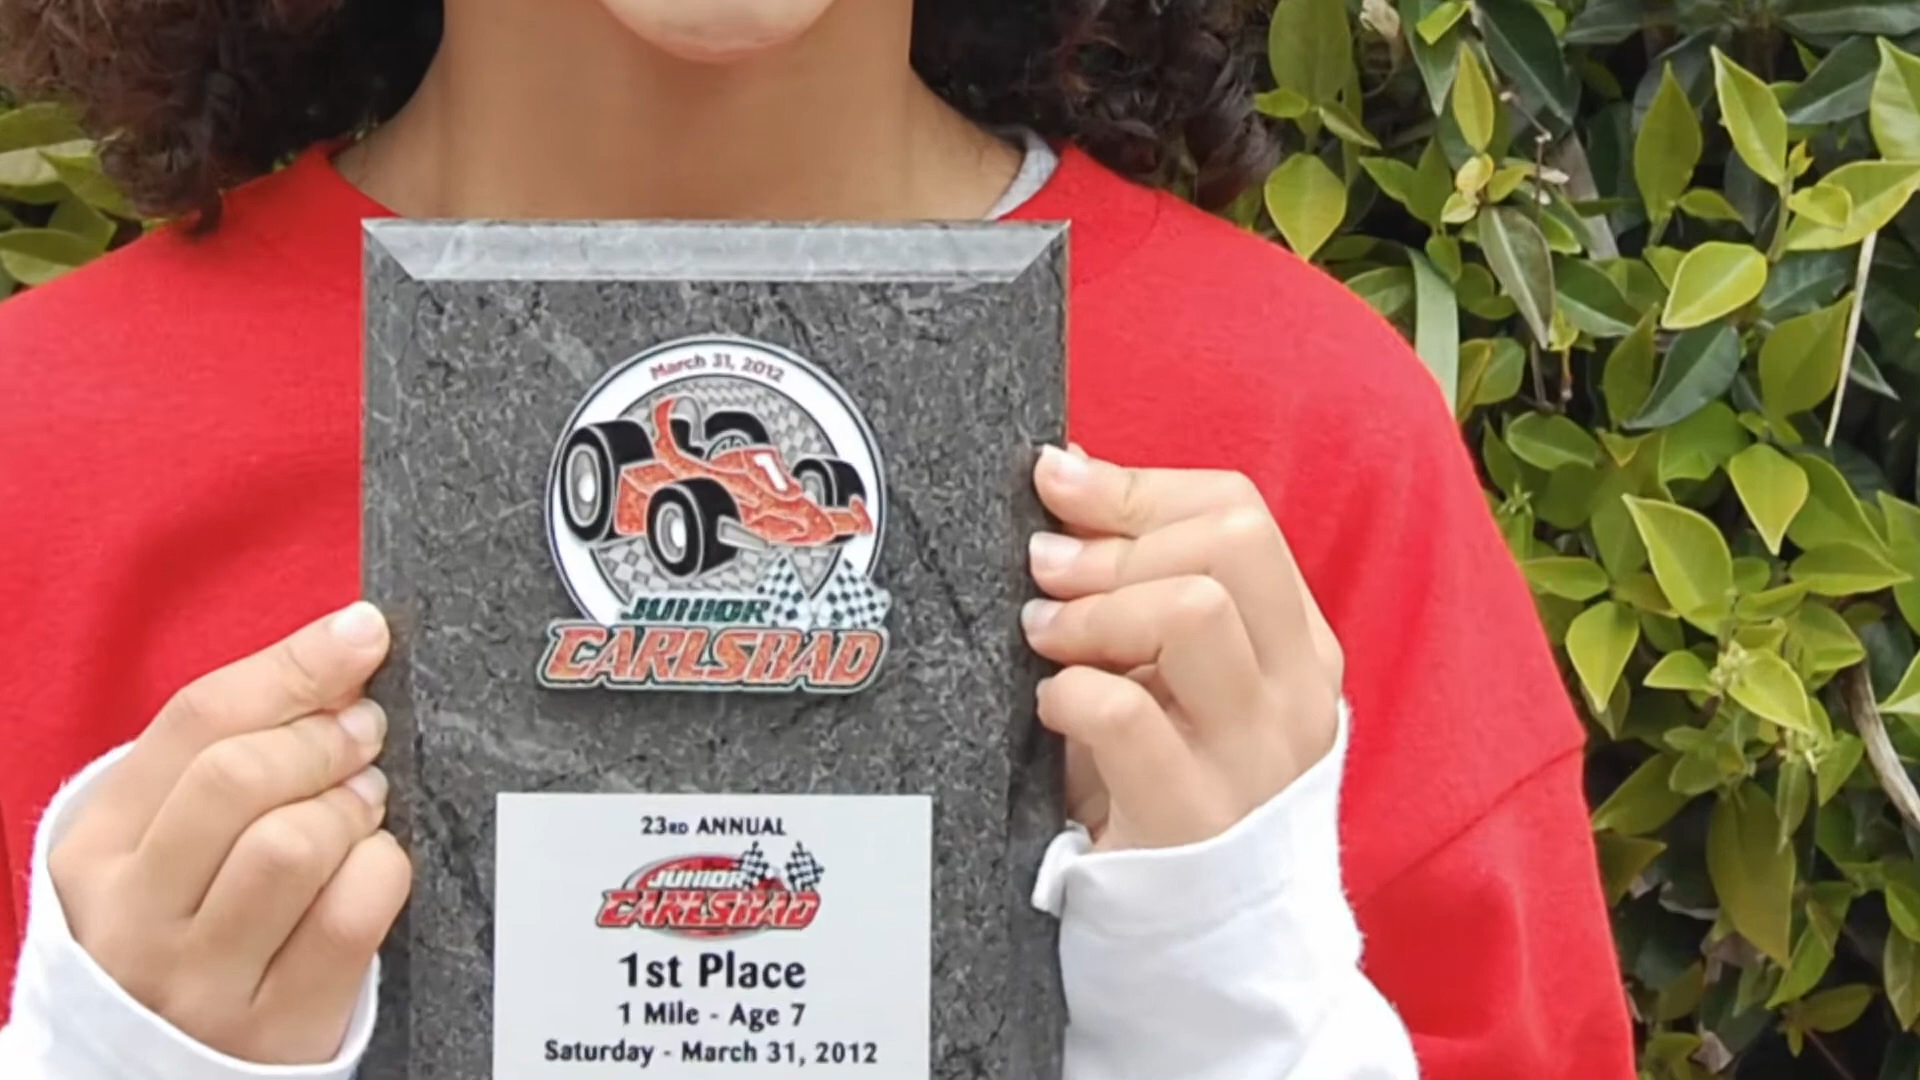 March 31, 2012
1
JUNIOR
CARLSBAD
23RD ANNUAL
JUNIOR
CARLSBAD
1st Place
1 Mile - Age 7
Saturday - March 31, 2012